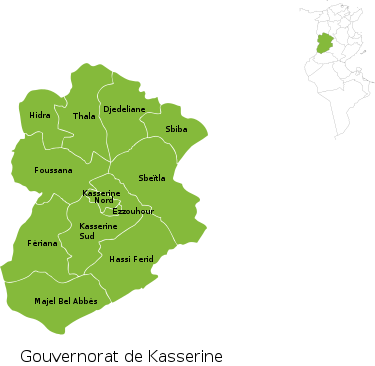 Hidra
Thala
Djedeliane
Sbiba
Foussana
Sbeïtla
Kasserine
Nord
Ezzouhour
Kasserine
Sud
Fériana
Hassi Ferid
Majel Bel Abbès
Gouvernorat de Kasserine